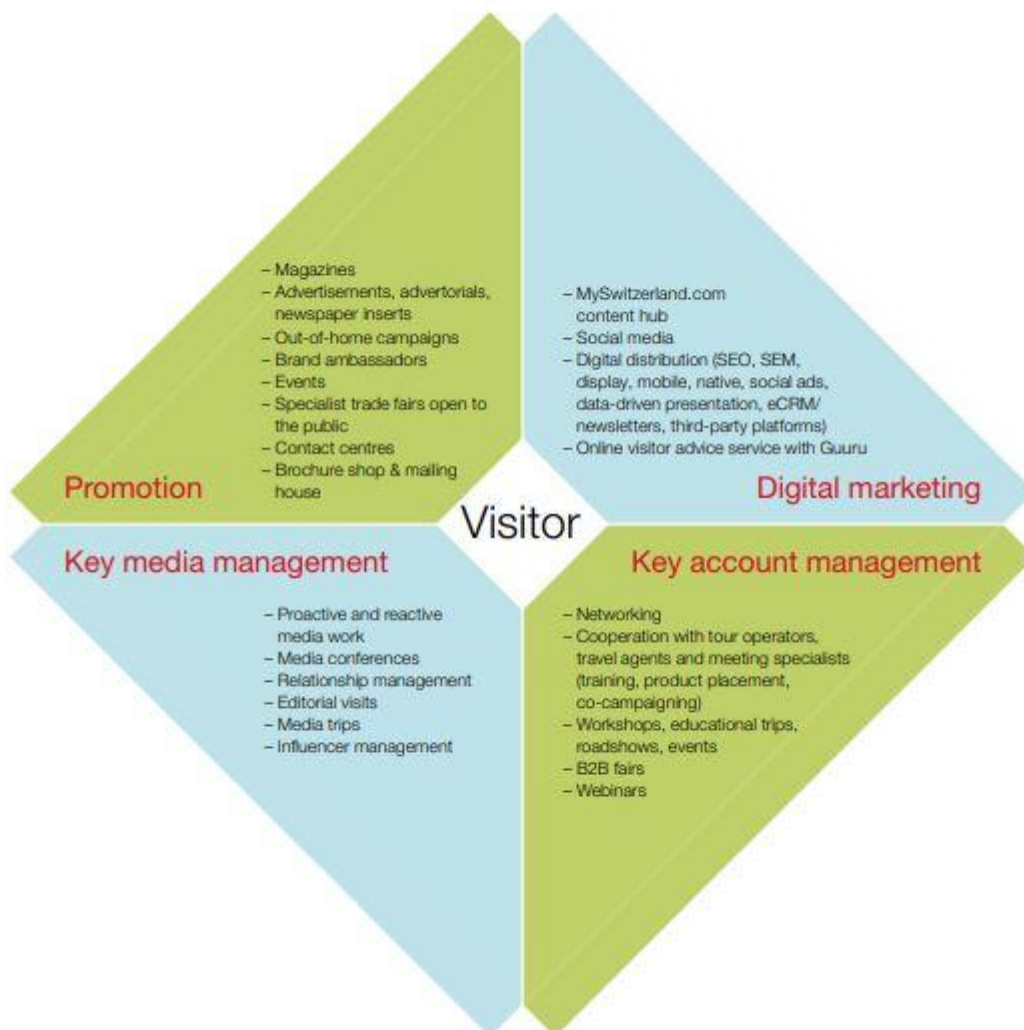 – Magazines
– Advertisements, advertorials,
newspaper inserts
– Out-of-home campaigns
– Brand ambassadors
– Events
– Specialist trade fairs open to
the public
– Contact centres
– Brochure shop & mailing
house
Promotion
– MySwitzerland.com
content hub
– Social media
– Digital distribution (SEO, SEM,
display, mobile, native, social ads,
data-driven presentation, eCRM/
newsletters, third-party platforms)
– Online visitor advice service with Guuru
Digital marketing
Visitor
Key media management
– Proactive and reactive
media work
– Media conferences
– Relationship management
– Editorial visits
– Media trips
– Influencer management
Key account management
– Networking
– Cooperation with tour operators,
travel agents and meeting specialists
(training, product placement,
co-campaigning)
– Workshops, educational trips,
roadshows, events
– B2B fairs
– Webinars